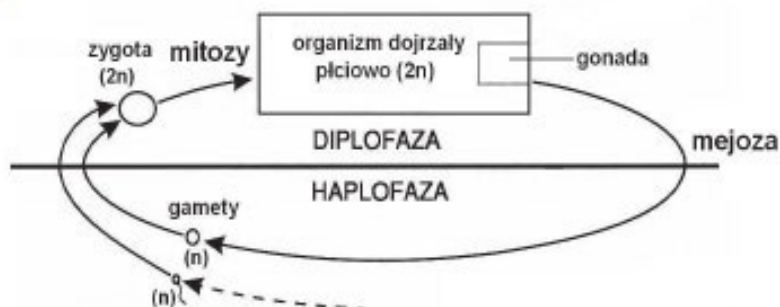 zygota
(2n)
mitozy
organizm dojrzały
płciowo (2n)
gonada
DIPLOFAZA
mejoza
HAPLOFAZA
gamety
(n)
(n)